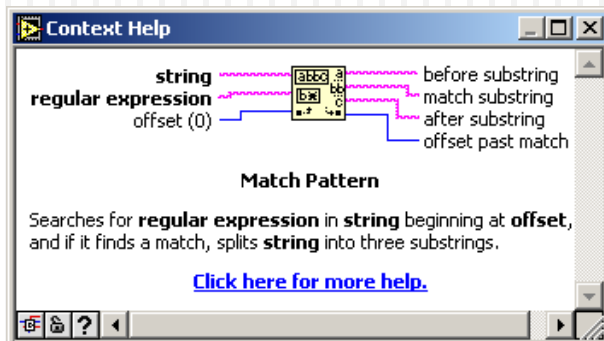 Context Help
string
regular expression
offset (0)
before substring
match substring
after substring
offset past match
Match Pattern
Searches for regular expression in string beginning at offset,
and if it finds a match, splits string into three substrings.
Click here for more help.
?